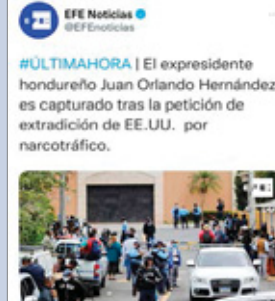 EFE Noticias
@EFEnoticias
#ÚLTIMAHORA | El expresidente
hondureño Juan Orlando Hernández
es capturado tras la petición de
extradición de EE.UU. por
narcotráfico.